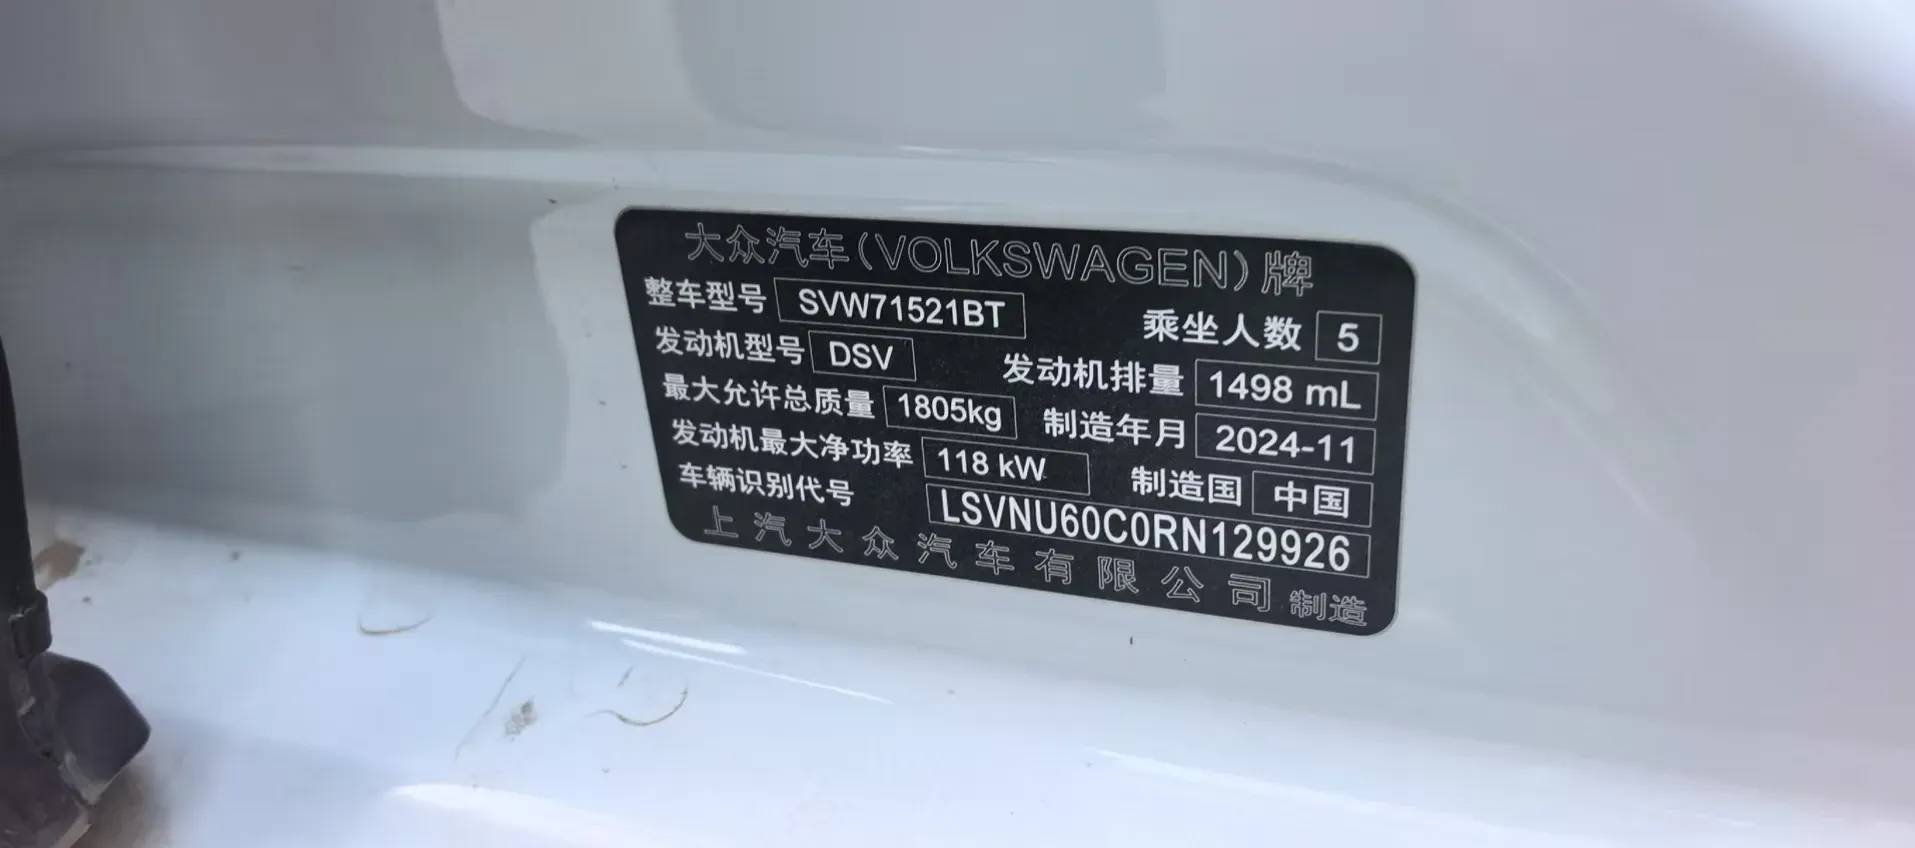 大众汽车(VOLKSWAGEN)牌
整车型号 SVW71521BT 乘坐人数 5
发动机型号 DSV 发动机排量 1498 mL
最大允许总质量 1805kg 制造年月 2024-11
发动机最大净功率 118 kW 制造国 中国
车辆识别代号 LSVNU60C0RN129926
上汽大众汽车有限公司 制造